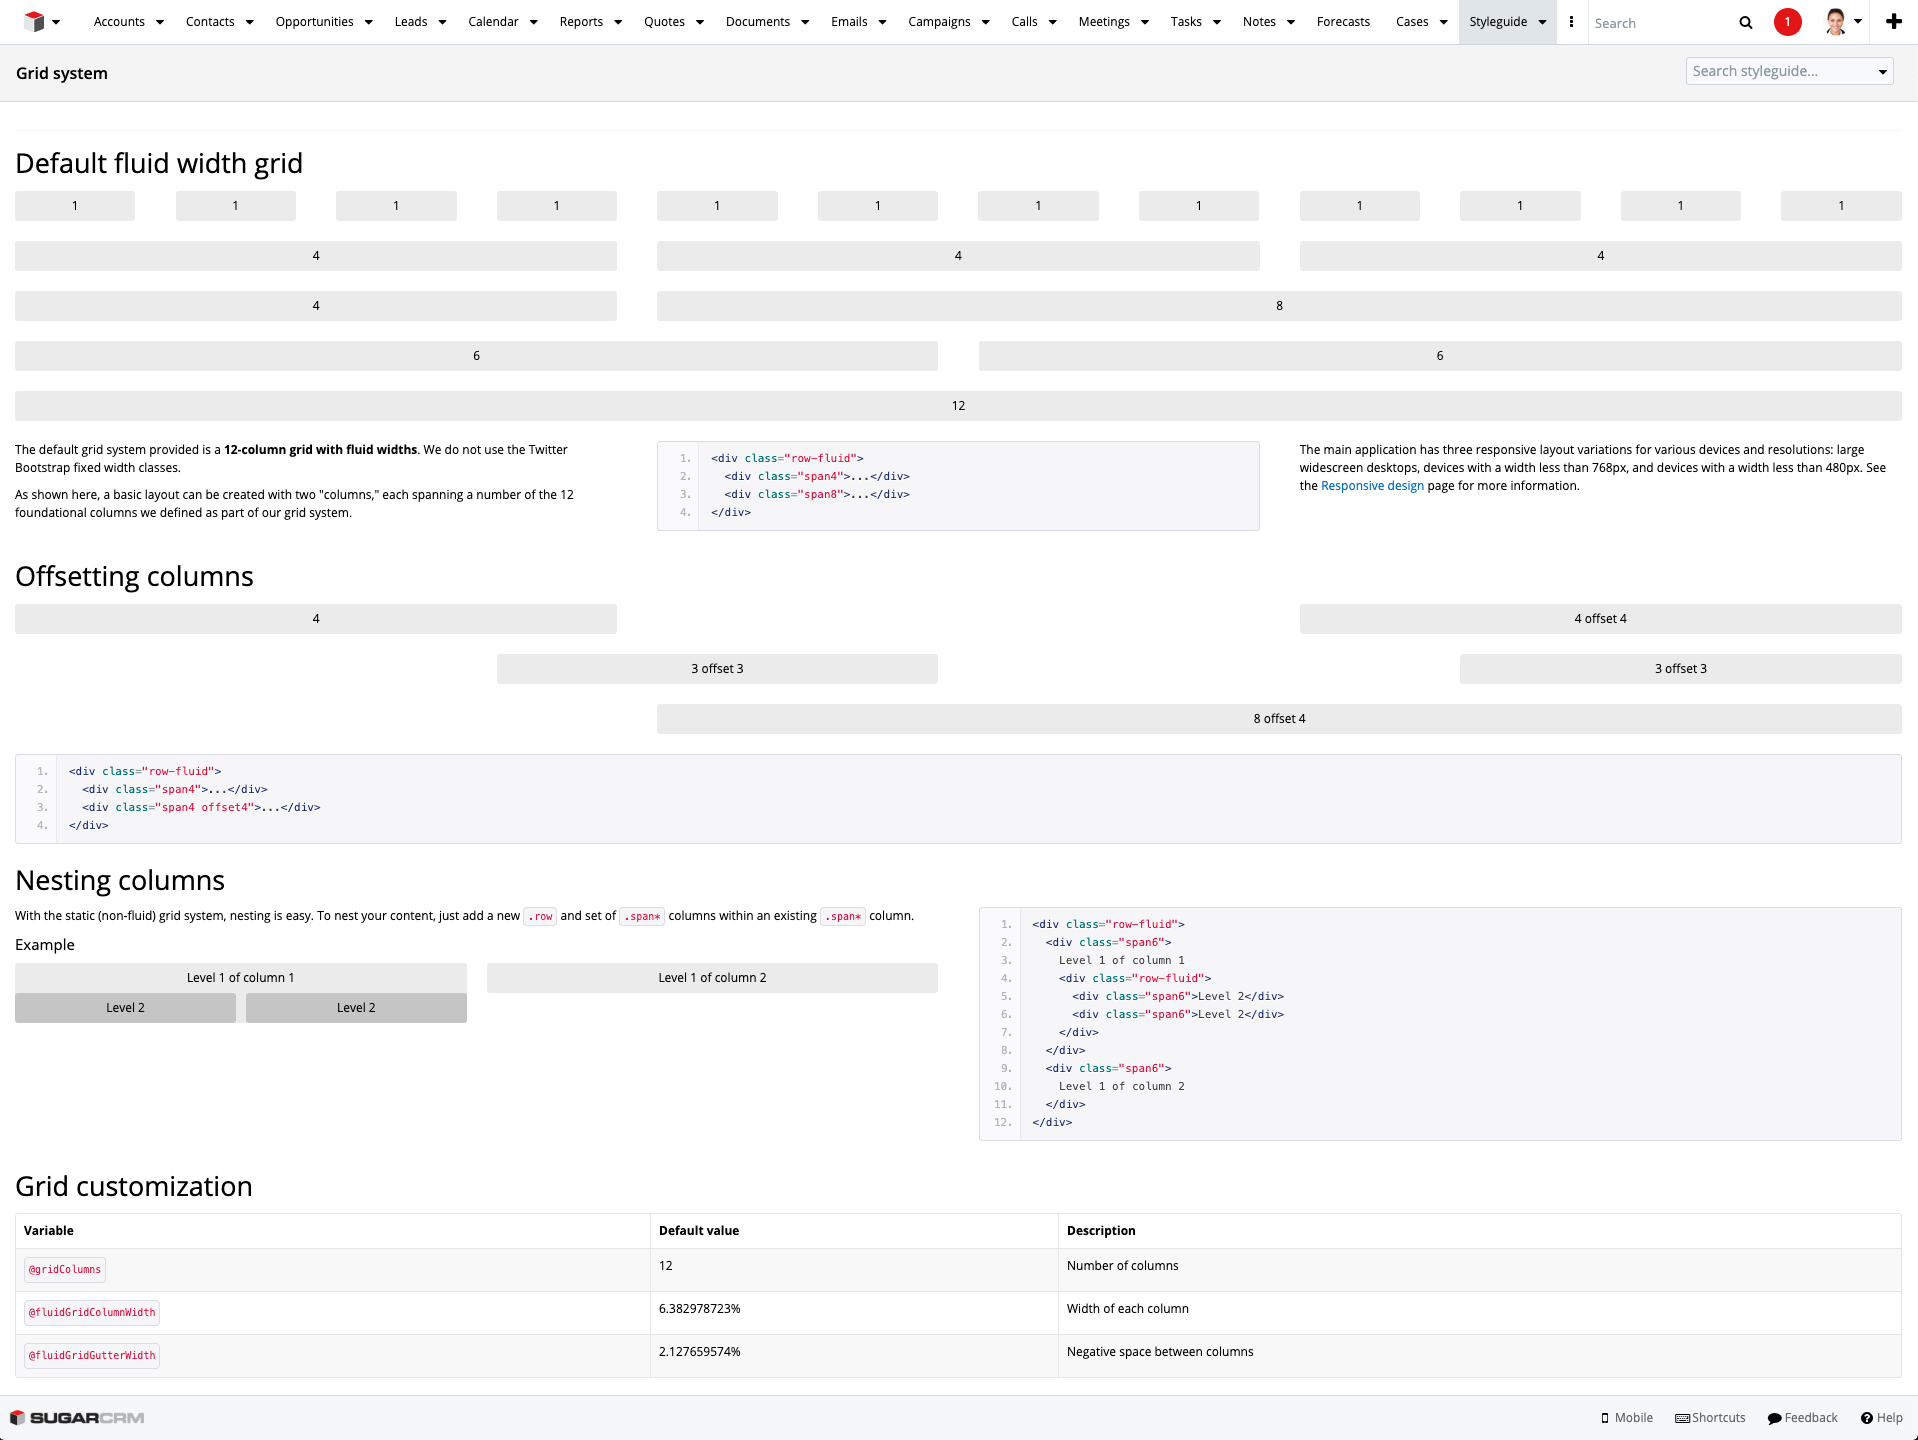 Accounts Contacts Opportunities Leads Calendar Reports Quotes Documents Emails Campaigns Calls Meetings Tasks Notes Forecasts Cases Styleguide Search 1
Grid system Search styleguide...
Default fluid width grid
1 1 1 1 1 1 1 1 1 1 1 1
4 4 4
4 8
6 6
12
The default grid system provided is a 12-column grid with fluid widths. We do not use the Twitter
Bootstrap fixed width classes.
As shown here, a basic layout can be created with two "columns," each spanning a number of the 12
foundational columns we defined as part of our grid system.
1. <div class="row-fluid">
2.   <div class="span4">...</div>
3.   <div class="span8">...</div>
4. </div>
The main application has three responsive layout variations for various devices and resolutions: large
widescreen desktops, devices with a width less than 768px, and devices with a width less than 480px. See
the Responsive design page for more information.
Offsetting columns
4 4 offset 4
3 offset 3 3 offset 3
8 offset 4
1. <div class="row-fluid">
2.   <div class="span4">...</div>
3.   <div class="span4 offset4">...</div>
4. </div>
Nesting columns
With the static (non-fluid) grid system, nesting is easy. To nest your content, just add a new .row and set of .span* columns within an existing .span* column.
Example
Level 1 of column 1 Level 1 of column 2
Level 2 Level 2
1. <div class="row-fluid">
2.   <div class="span6">
3.     Level 1 of column 1
4.     <div class="row-fluid">
5.       <div class="span6">Level 2</div>
6.       <div class="span6">Level 2</div>
7.     </div>
8.   </div>
9.   <div class="span6">
10.     Level 1 of column 2
11.   </div>
12. </div>
Grid customization
Variable Default value Description
@gridColumns 12 Number of columns
@fluidGridColumnWidth 6.382978723% Width of each column
@fluidGridGutterWidth 2.127659574% Negative space between columns
SUGARCRM Mobile Shortcuts Feedback Help